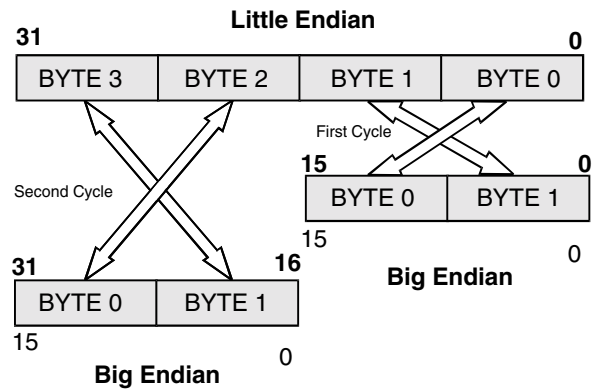 Little Endian
31 0
BYTE 3 BYTE 2 BYTE 1 BYTE 0
First Cycle
15 0
BYTE 0 BYTE 1
15 0
Big Endian
Second Cycle
31 16
BYTE 0 BYTE 1
15 0
Big Endian